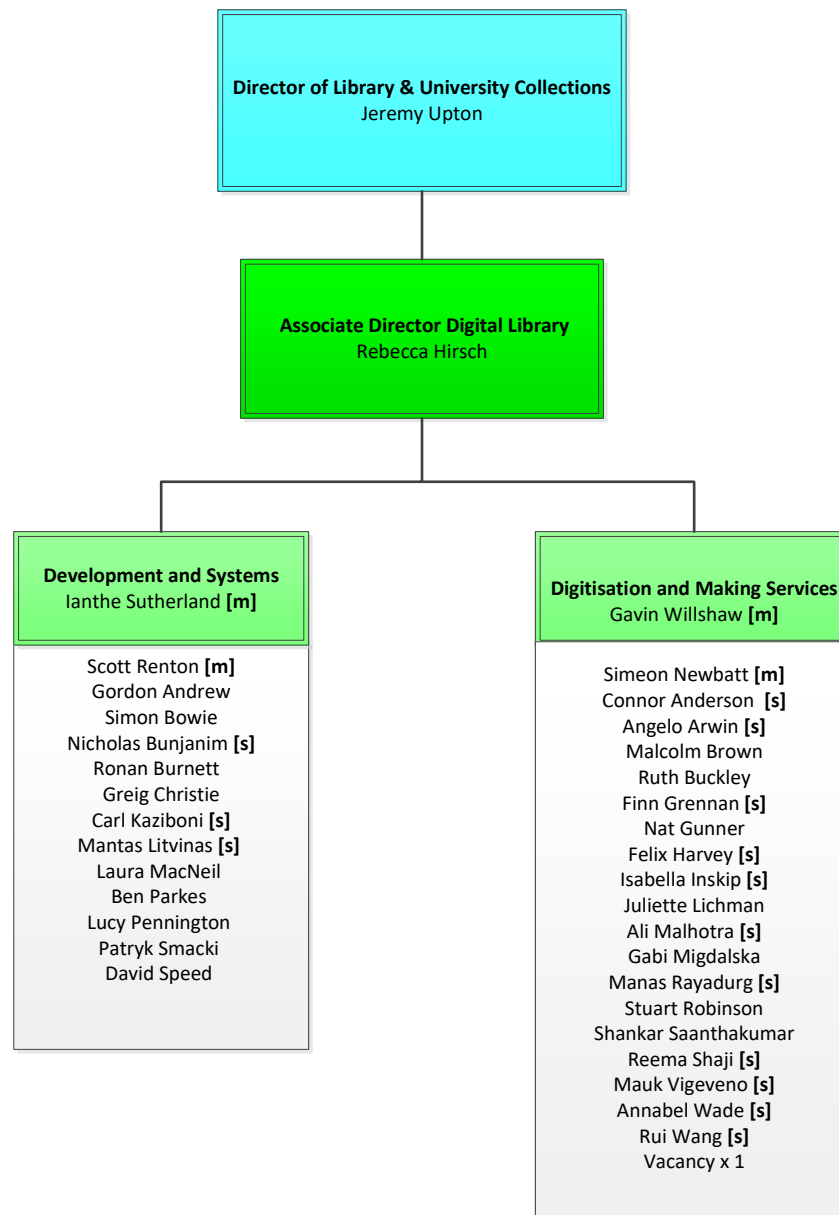 Director of Library & University Collections
Jeremy Upton
Associate Director Digital Library
Rebecca Hirsch
Development and Systems
Ianthe Sutherland [m]
Scott Renton [m]
Gordon Andrew
Simon Bowie
Nicholas Bunjanim [s]
Ronan Burnett
Greig Christie
Carl Kaziboni [s]
Mantas Litvinas [s]
Laura MacNeil
Ben Parkes
Lucy Pennington
Patryk Smacki
David Speed
Digitisation and Making Services
Gavin Willshaw [m]
Simeon Newbatt [m]
Connor Anderson [s]
Angelo Arwin [s]
Malcolm Brown
Ruth Buckley
Finn Grennan [s]
Nat Gunner
Felix Harvey [s]
Isabella Inskip [s]
Juliette Lichman
Ali Malhotra [s]
Gabi Migdalska
Manas Rayadurg [s]
Stuart Robinson
Shankar Saanthakumar
Reema Shaji [s]
Mauk Vigeveno [s]
Annabel Wade [s]
Rui Wang [s]
Vacancy x 1